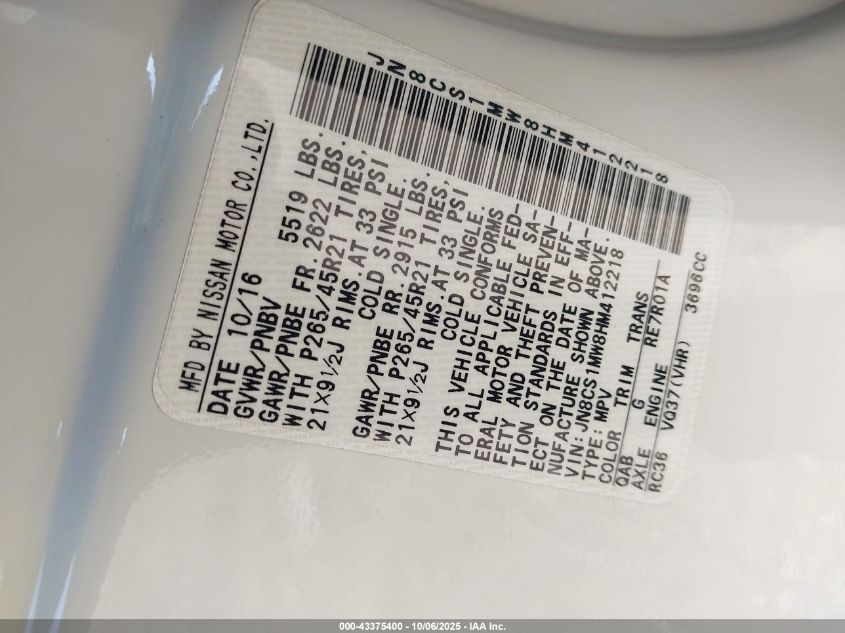 JN8CS1MW8HM412218
MFD BY NISSAN MOTOR CO.,LTD.
DATE 10/16
GVWR/PNBV 5519 LBS.
GAWR/PNBE FR. 2622 LBS.
WITH P265/45R21 TIRES,
21×9½J RIMS.AT 33 PSI
COLD SINGLE.
GAWR/PNBE RR. 2915 LBS.
WITH P265/45R21 TIRES,
21×9½J RIMS.AT 33 PSI
COLD SINGLE.
THIS VEHICLE CONFORMS
TO ALL APPLICABLE FED-
ERAL MOTOR VEHICLE SA-
FETY AND THEFT PREVEN-
TION STANDARDS IN EFF-
ECT ON THE DATE OF MA-
NUFACTURE SHOWN ABOVE.
VIN: JN8CS1MW8HM412218
TYPE: MPV
COLOR TRIM TRANS
QAB G RE7R01A
AXLE ENGINE
RC36 VQ37(VHR) 3696CC
000-43375400 - 10/06/2025 - IAA Inc.